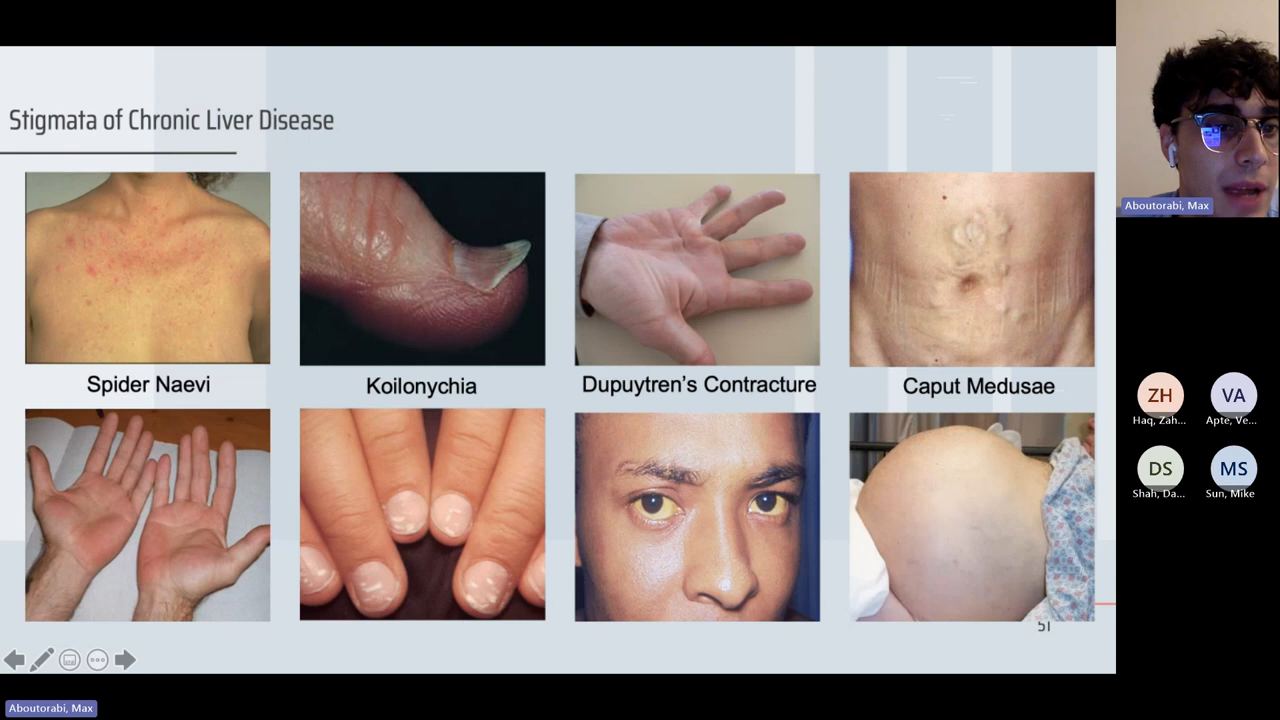 Stigmata of Chronic Liver Disease
Spider Naevi
Koilonychia
Dupuytren's Contracture
Caput Medusae
51
Aboutorabi, Max
ZH
VA
Haq, Zah...
Apte, Ve...
DS
MS
Shah, Da...
Sun, Mike
Aboutorabi, Max